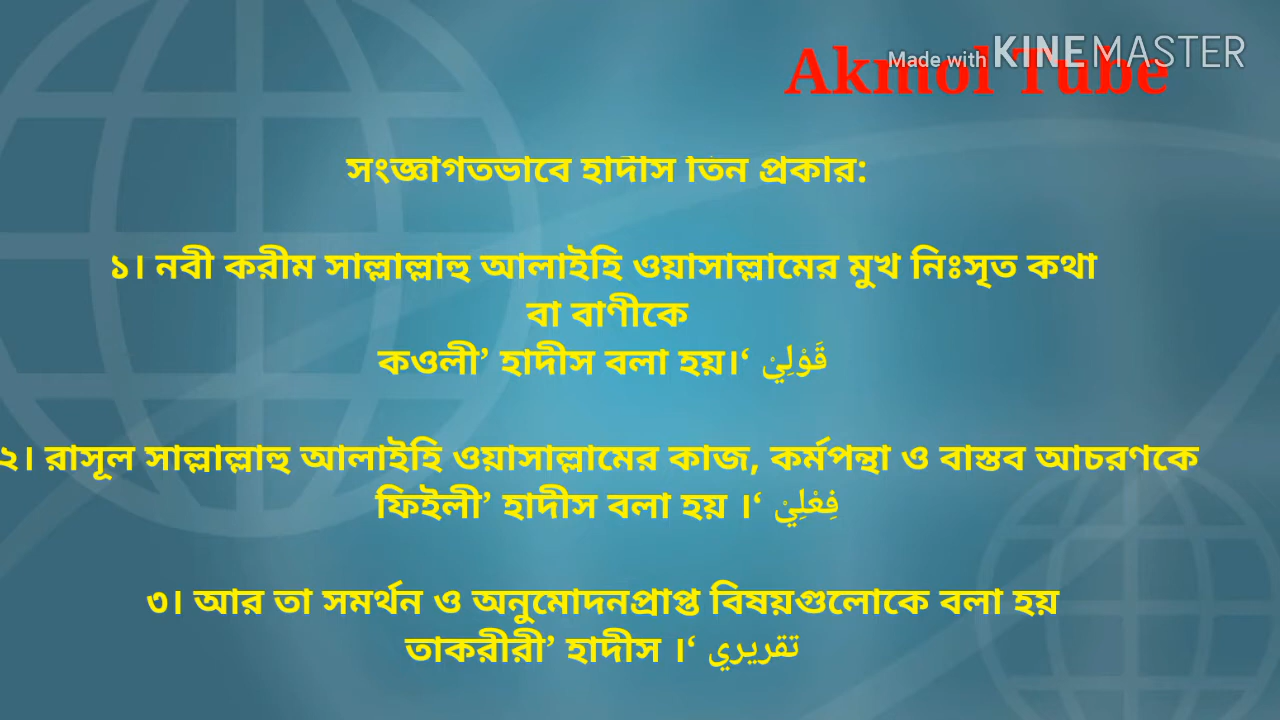 Akmol Tube
Made with KINEMASTER
সংজ্ঞাগতভাবে হাদীস তিন প্রকার:
১। নবী করীম সাল্লাল্লাহু আলাইহি ওয়াসাল্লামের মুখ নিঃসৃত কথা
বা বাণীকে
কওলী’ হাদীস বলা হয়।‘ قَوْلِيْ
২। রাসূল সাল্লাল্লাহু আলাইহি ওয়াসাল্লামের কাজ, কর্মপন্থা ও বাস্তব আচরণকে
ফিইলী’ হাদীস বলা হয় ।‘ فِعْلِيْ
৩। আর তা সমর্থন ও অনুমোদনপ্রাপ্ত বিষয়গুলোকে বলা হয়
তাকরীরী’ হাদীস ।‘ تقريري